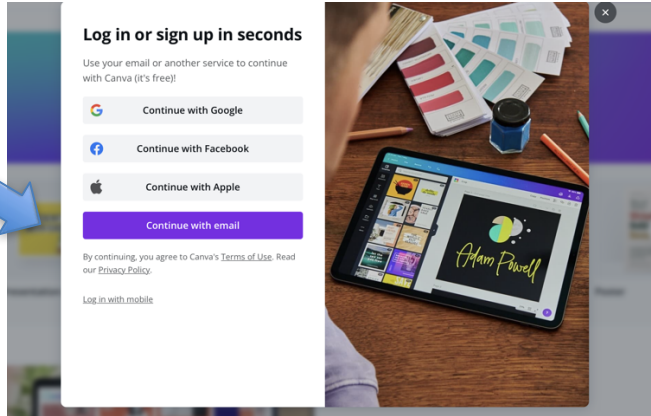 Log in or sign up in seconds
Use your email or another service to continue
with Canva (it's free)!
Continue with Google
Continue with Facebook
Continue with Apple
Continue with email
By continuing, you agree to Canva's Terms of Use. Read
our Privacy Policy.
Log in with mobile
Adam Powell